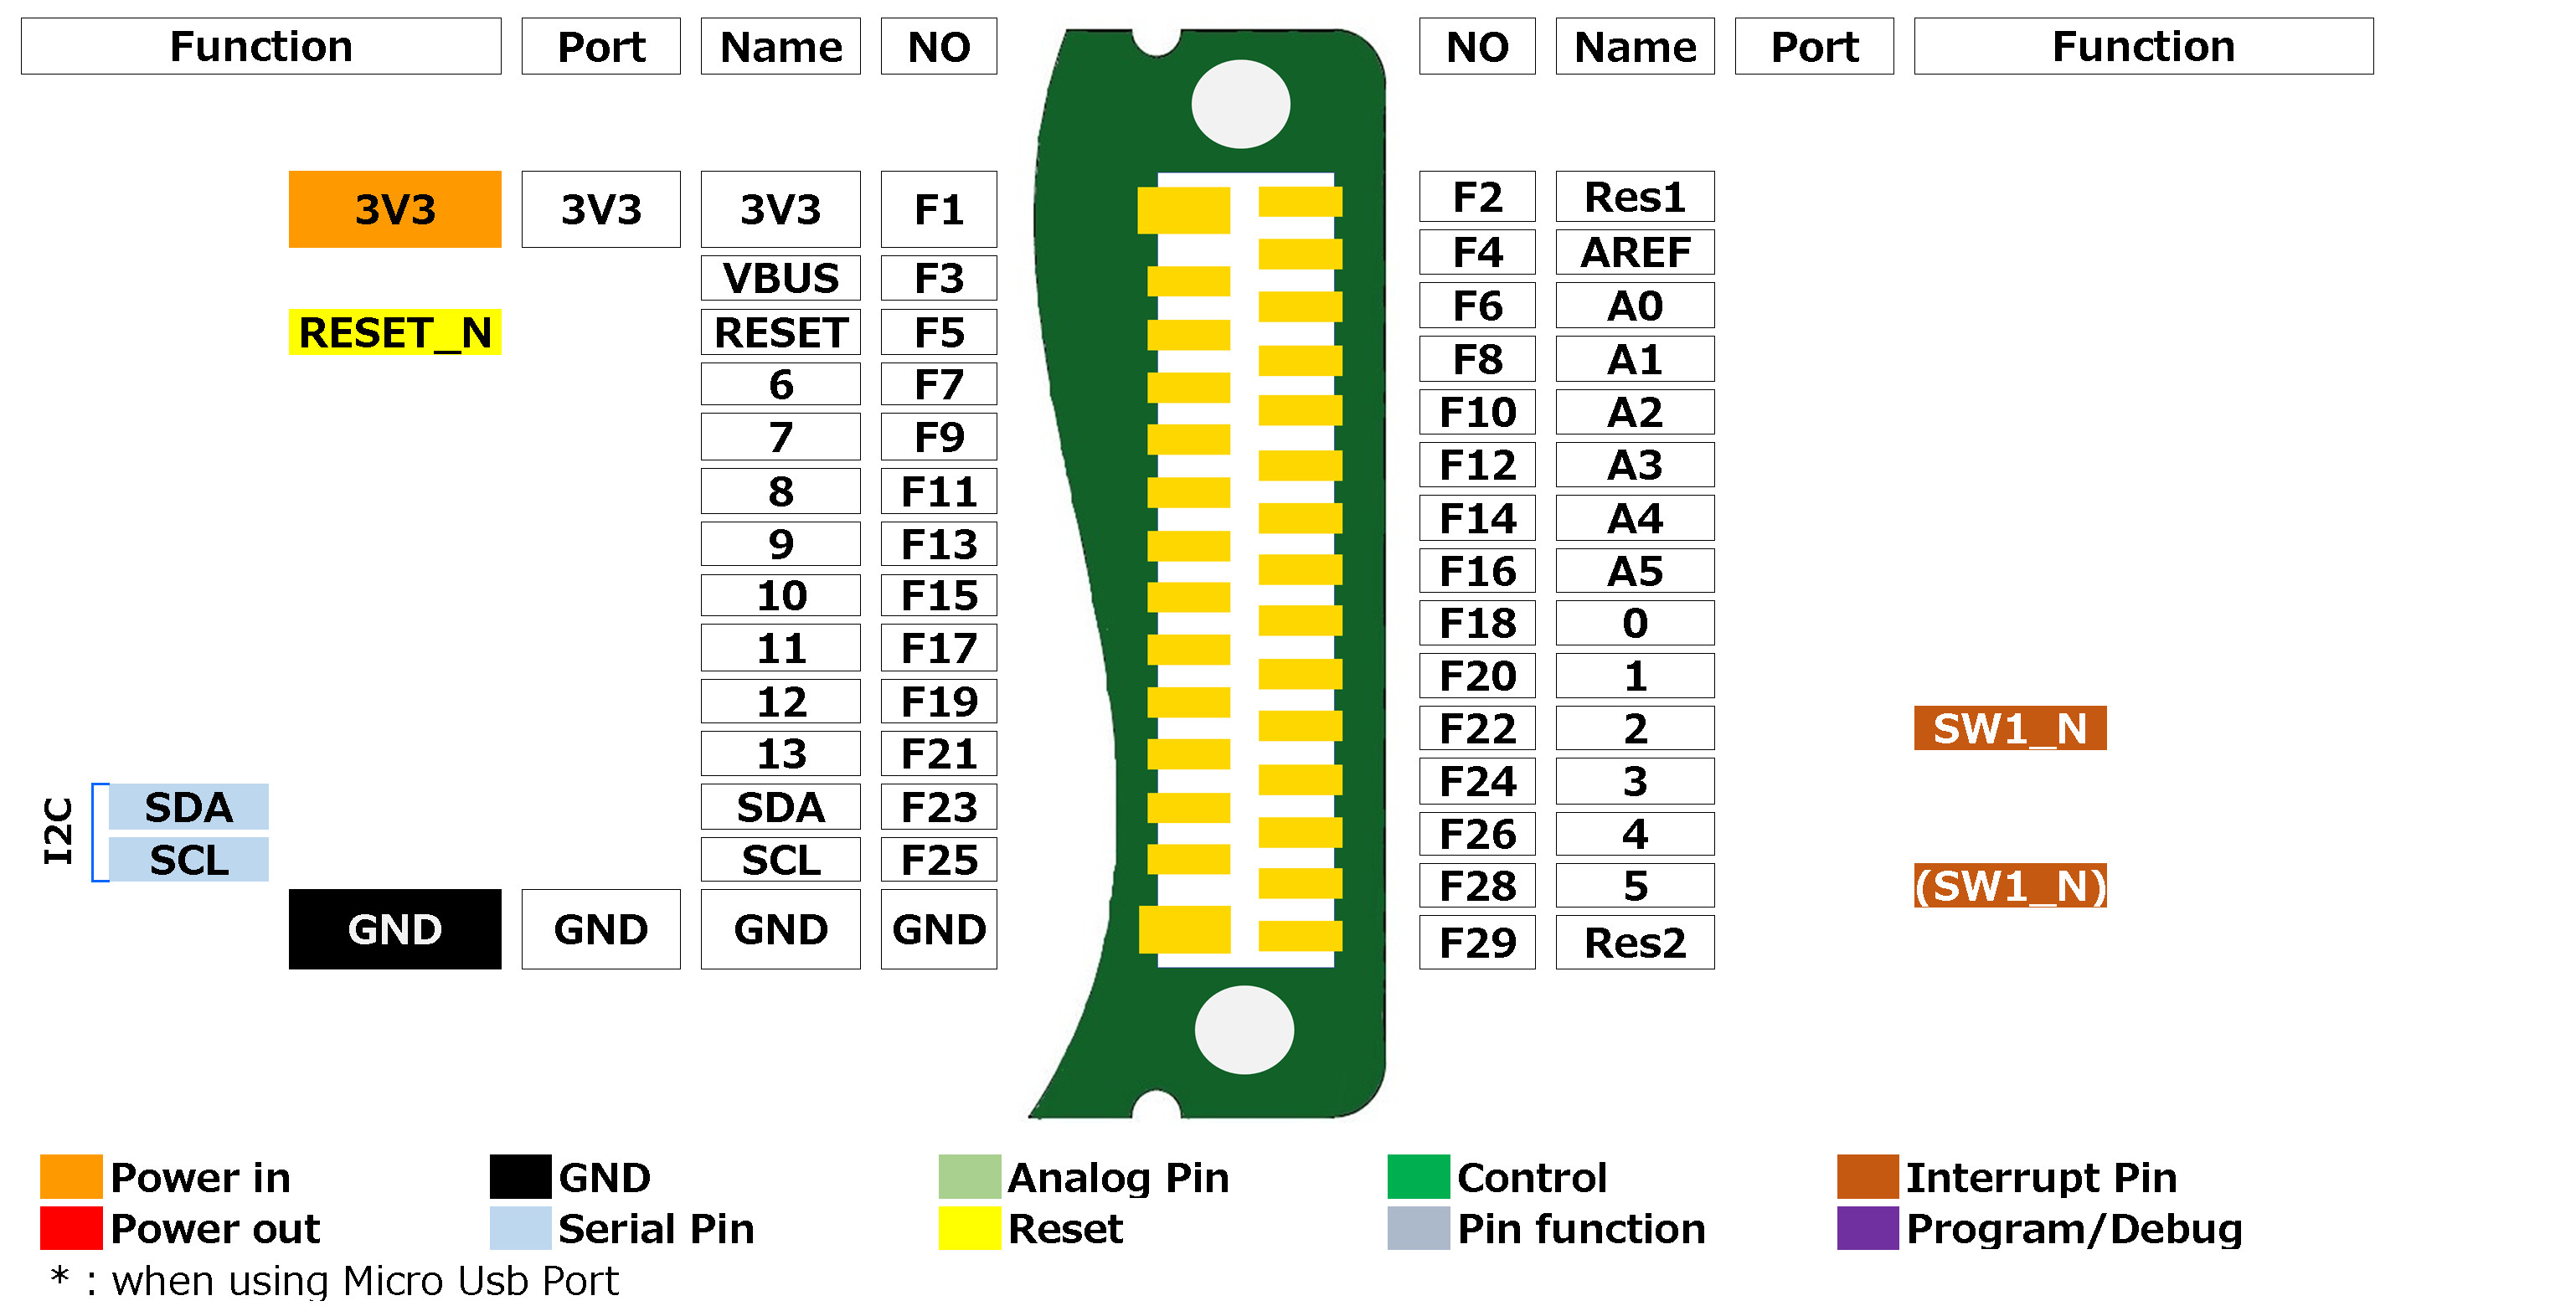 Function Port Name NO NO Name Port Function
3V3 3V3 3V3 F1 F2 Res1
VBUS F3 F4 AREF
RESET_N RESET F5 F6 A0
6 F7 F8 A1
7 F9 F10 A2
8 F11 F12 A3
9 F13 F14 A4
10 F15 F16 A5
11 F17 F18 0
12 F19 F20 1
13 F21 F22 2 SW1_N
I2C SDA SDA F23 F24 3
SCL SCL F25 F26 4
F28 5 (SW1_N)
GND GND GND GND F29 Res2
Power in GND Analog Pin Control Interrupt Pin
Power out Serial Pin Reset Pin function Program/Debug
* : when using Micro Usb Port